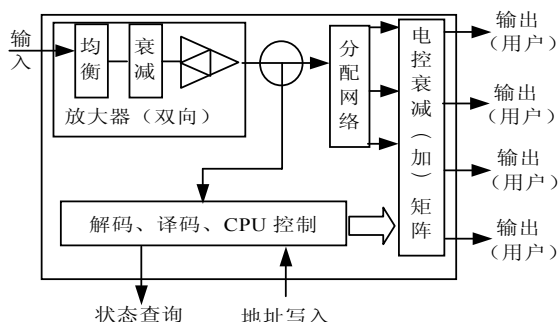 输入
均衡
衰减
放大器（双向）
分配网络
电控衰减（加）矩阵
输出
（用户）
输出
（用户）
输出
（用户）
输出
（用户）
解码、译码、CPU 控制
状态查询
地址写入